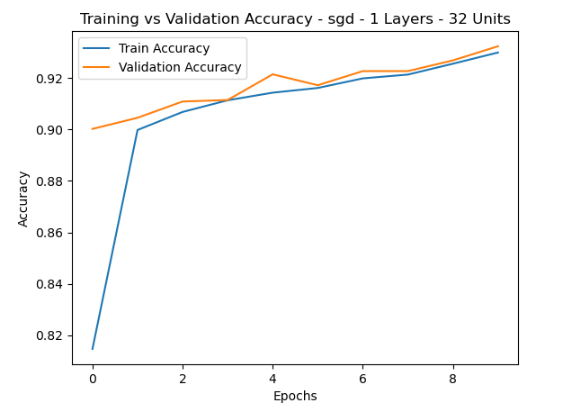 Training vs Validation Accuracy - sgd - 1 Layers - 32 Units
Train Accuracy
Validation Accuracy
0.92
0.90
0.88
0.86
0.84
0.82
Accuracy
0 2 4 6 8
Epochs